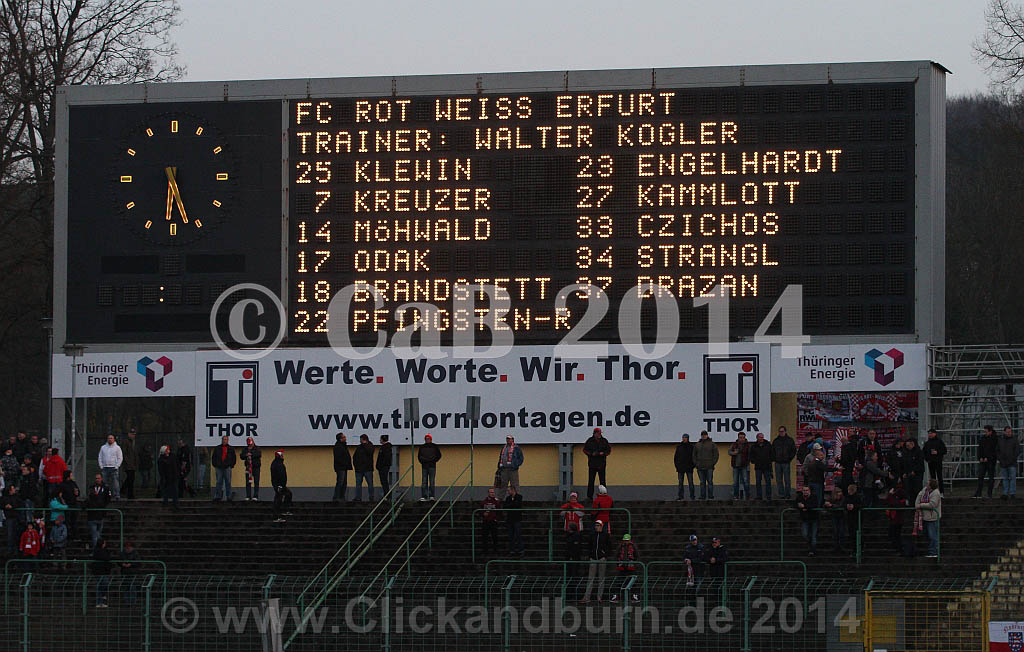 FC ROT WEISS ERFURT
TRAINER: WALTER KOGLER
25 KLEWIN 29 ENGELHARDT
7 KREUZER 27 KAMMLOTT
14 MöHWALD 33 CZICHOS
17 ODAK 34 STRANGL
18 BRANDSTETT. 37 DRAZAN
22 PFINGSTEN-R
© CaB 2014
Thüringer Energie
Ti THOR
Werte. Worte. Wir. Thor.
www.thormontagen.de
Ti THOR
Thüringer Energie
© www.Clickandburn.de 2014